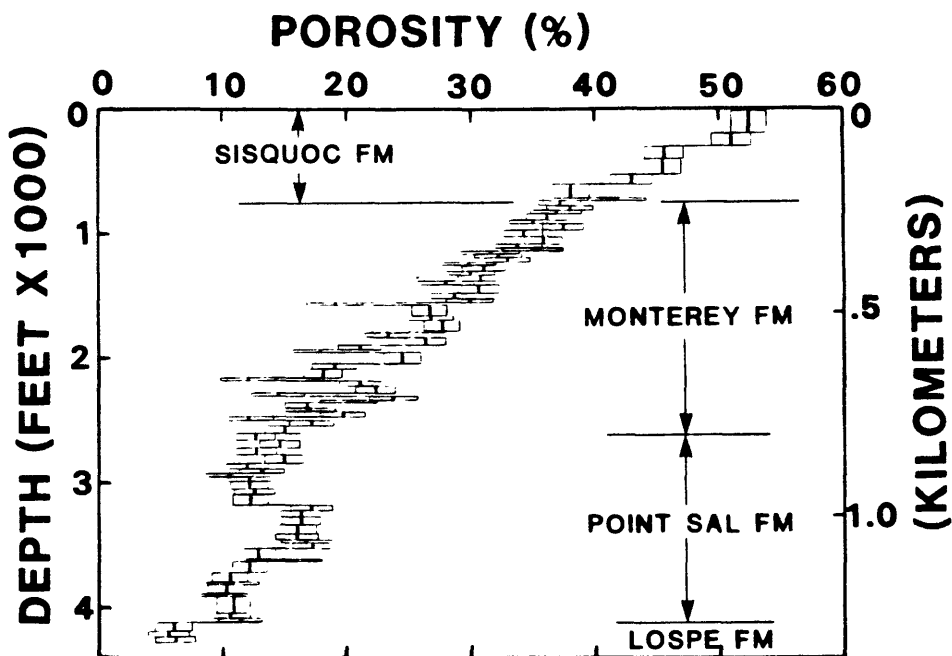 POROSITY (%)
0 10 20 30 40 50 60
DEPTH (FEET X1000)
0
1
2
3
4
SISQUOC FM
MONTEREY FM
POINT SAL FM
LOSPE FM
0
.5
1.0
(KILOMETERS)